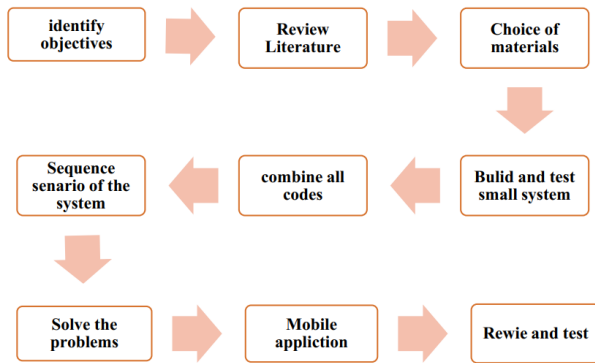 identify
objectives
Review
Literature
Choice of
materials
Bulid and test
small system
combine all
codes
Sequence
senario of the
system
Solve the
problems
Mobile
appliction
Rewie and test